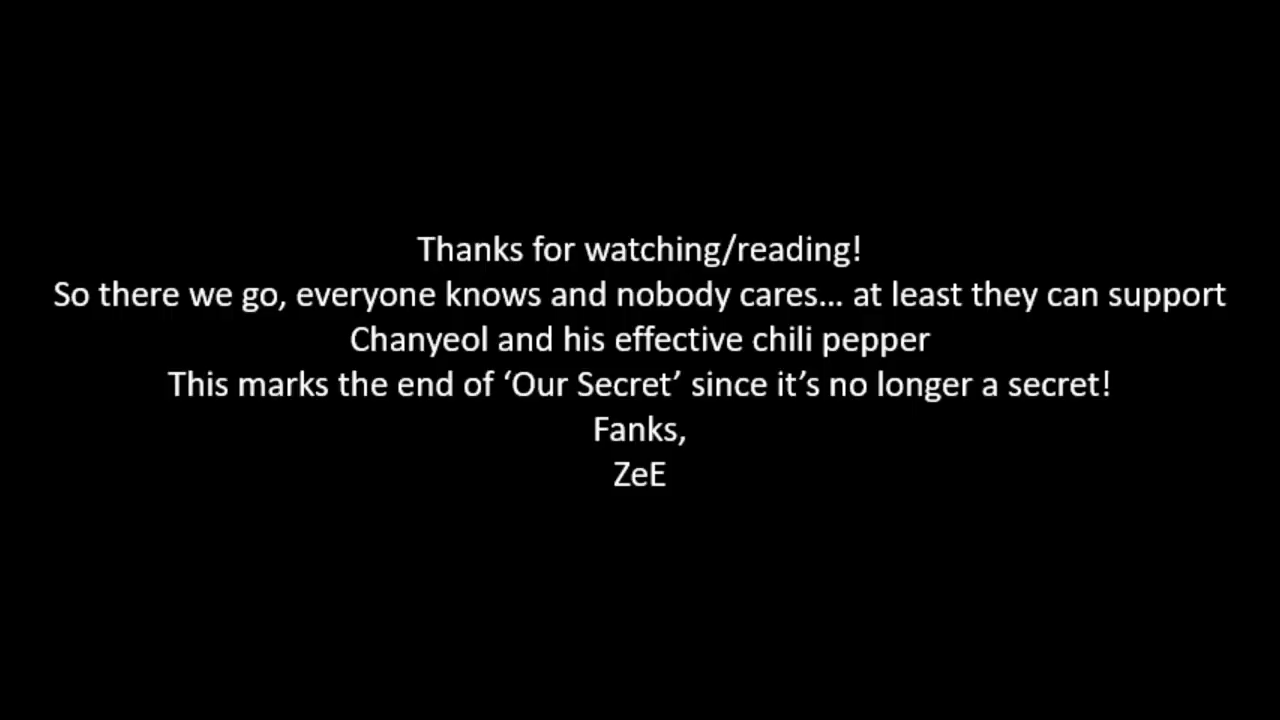 Thanks for watching/reading!
So there we go, everyone knows and nobody cares… at least they can support
Chanyeol and his effective chili pepper
This marks the end of ‘Our Secret’ since it’s no longer a secret!
Fanks,
ZeE